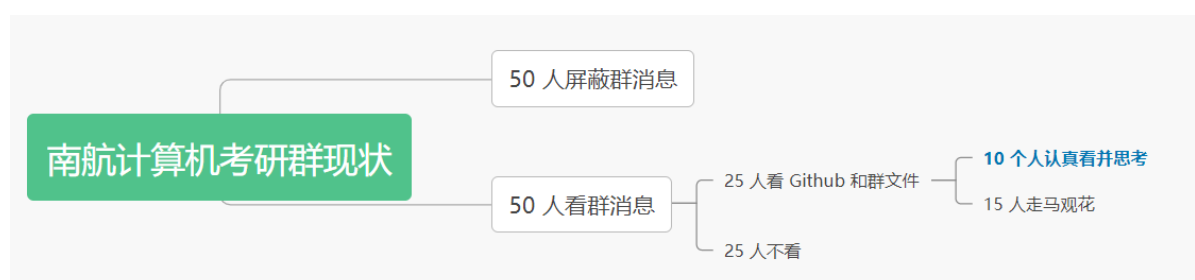 南航计算机考研群现状
50 人屏蔽群消息
50 人看群消息
25 人看 Github 和群文件
10 个人认真看并思考
15 人走马观花
25 人不看